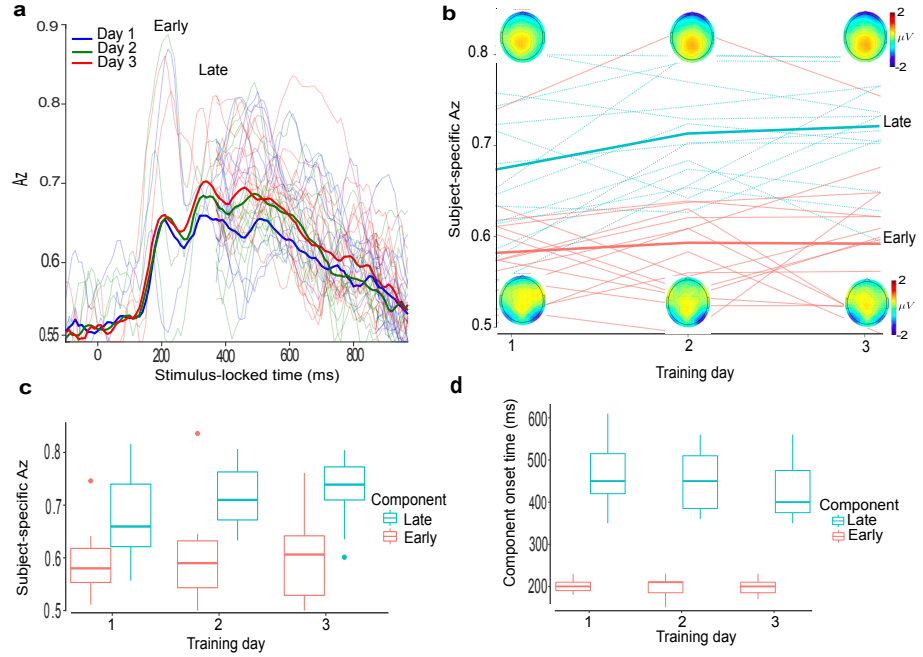 a
Early
Day 1
Day 2
Day 3
Late
Az
0.9
0.8
0.7
0.6
0.55
0
200
400
600
800
Stimulus-locked time (ms)
b
Subject-specific Az
0.8
0.7
0.6
0.5
2
μV
-2
Late
Early
2
μV
-2
1
2
3
Training day
c
Subject-specific Az
0.8
0.7
0.6
0.5
1
2
3
Training day
Component
Late
Early
d
Component onset time (ms)
600
500
400
300
200
1
2
3
Training day
Component
Late
Early